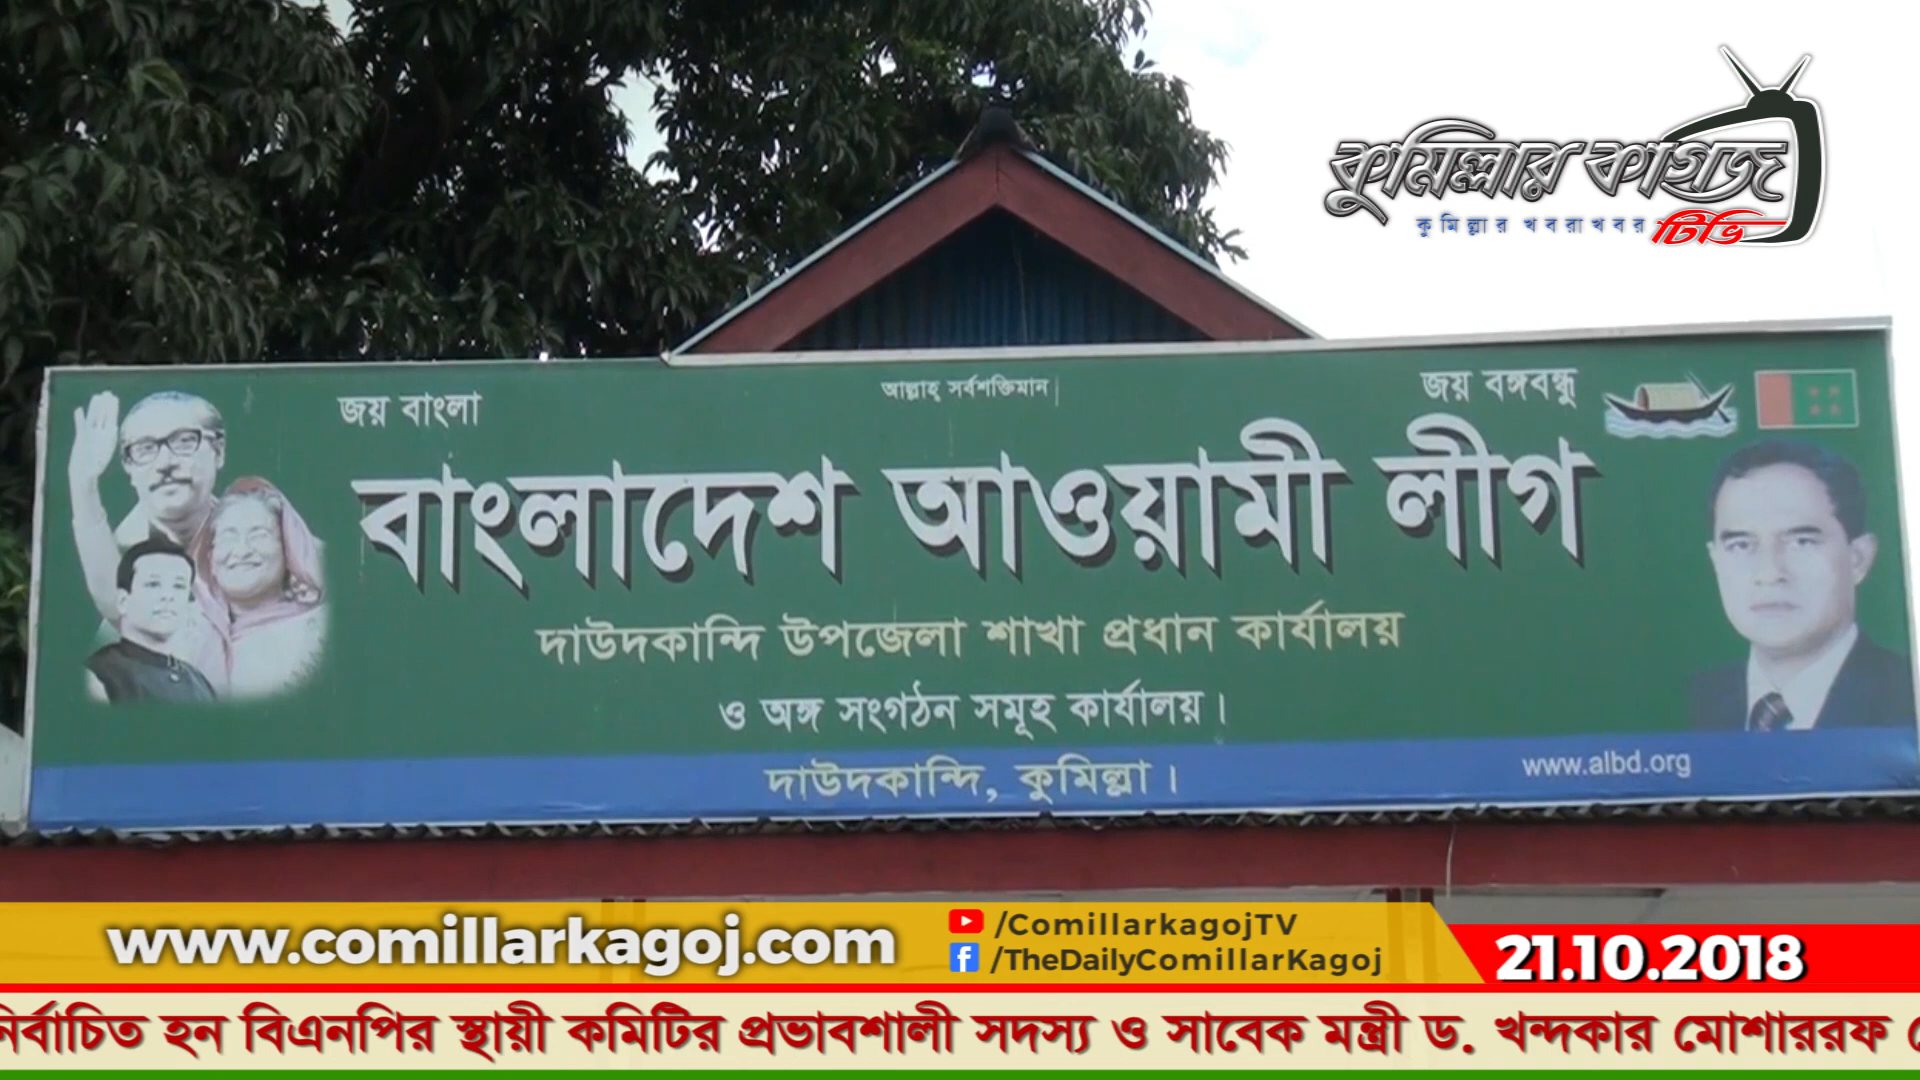 কুমিল্লার কাগজ
কুমিল্লার খবরাখবর টিভি
জয় বাংলা
আল্লাহ্ সর্বশক্তিমান
জয় বঙ্গবন্ধু
বাংলাদেশ আওয়ামী লীগ
দাউদকান্দি উপজেলা শাখা প্রধান কার্যালয়
ও অঙ্গ সংগঠন সমূহ কার্যালয়।
দাউদকান্দি, কুমিল্লা।
www.albd.org
www.comillarkagoj.com
/ComillarkagojTV
/TheDailyComillarKagoj
21.10.2018
নির্বাচিত হন বিএনপির স্থায়ী কমিটির প্রভাবশালী সদস্য ও সাবেক মন্ত্রী ড. খন্দকার মোশাররফ